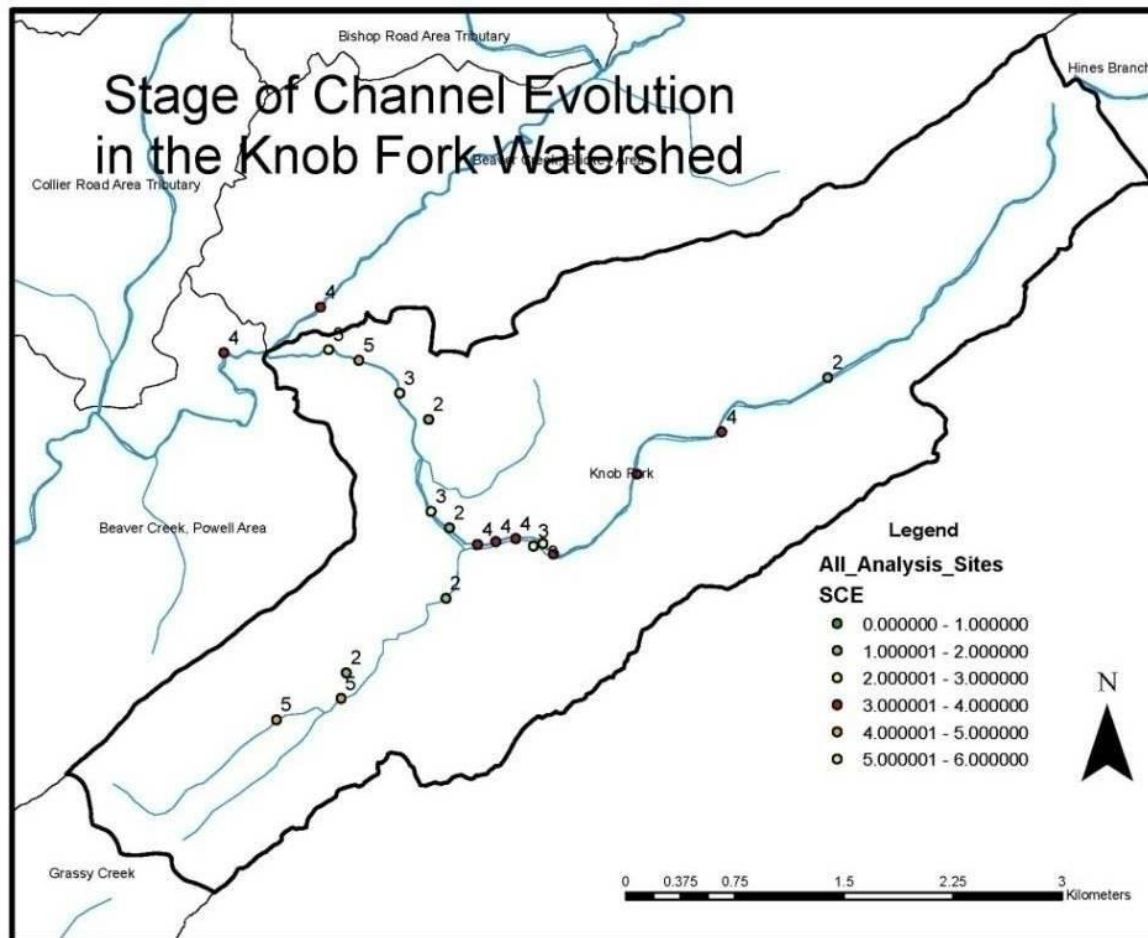 Bishop Road Area Tributary
Hines Branch
Stage of Channel Evolution
in the Knob Fork Watershed
Collier Road Area Tributary
4
4
5
3
2
2
4
Knob Fork
3
2
4
4
4
3
Beaver Creek, Powell Area
2
2
5
5
Grassy Creek
Legend
All_Analysis_Sites
SCE
0.000000 - 1.000000
1.000001 - 2.000000
2.000001 - 3.000000
3.000001 - 4.000000
4.000001 - 5.000000
5.000001 - 6.000000
N
0 0.375 0.75 1.5 2.25 3
Kilometers